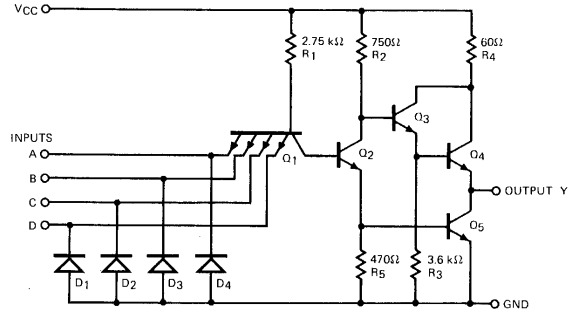 VCC
2.75 kΩ
R1
750Ω
R2
60Ω
R4
Q3
INPUTS
A
B
C
D
Q1
Q2
Q4
OUTPUT Y
Q5
D1
D2
D3
D4
470Ω
R5
3.6 kΩ
R3
GND